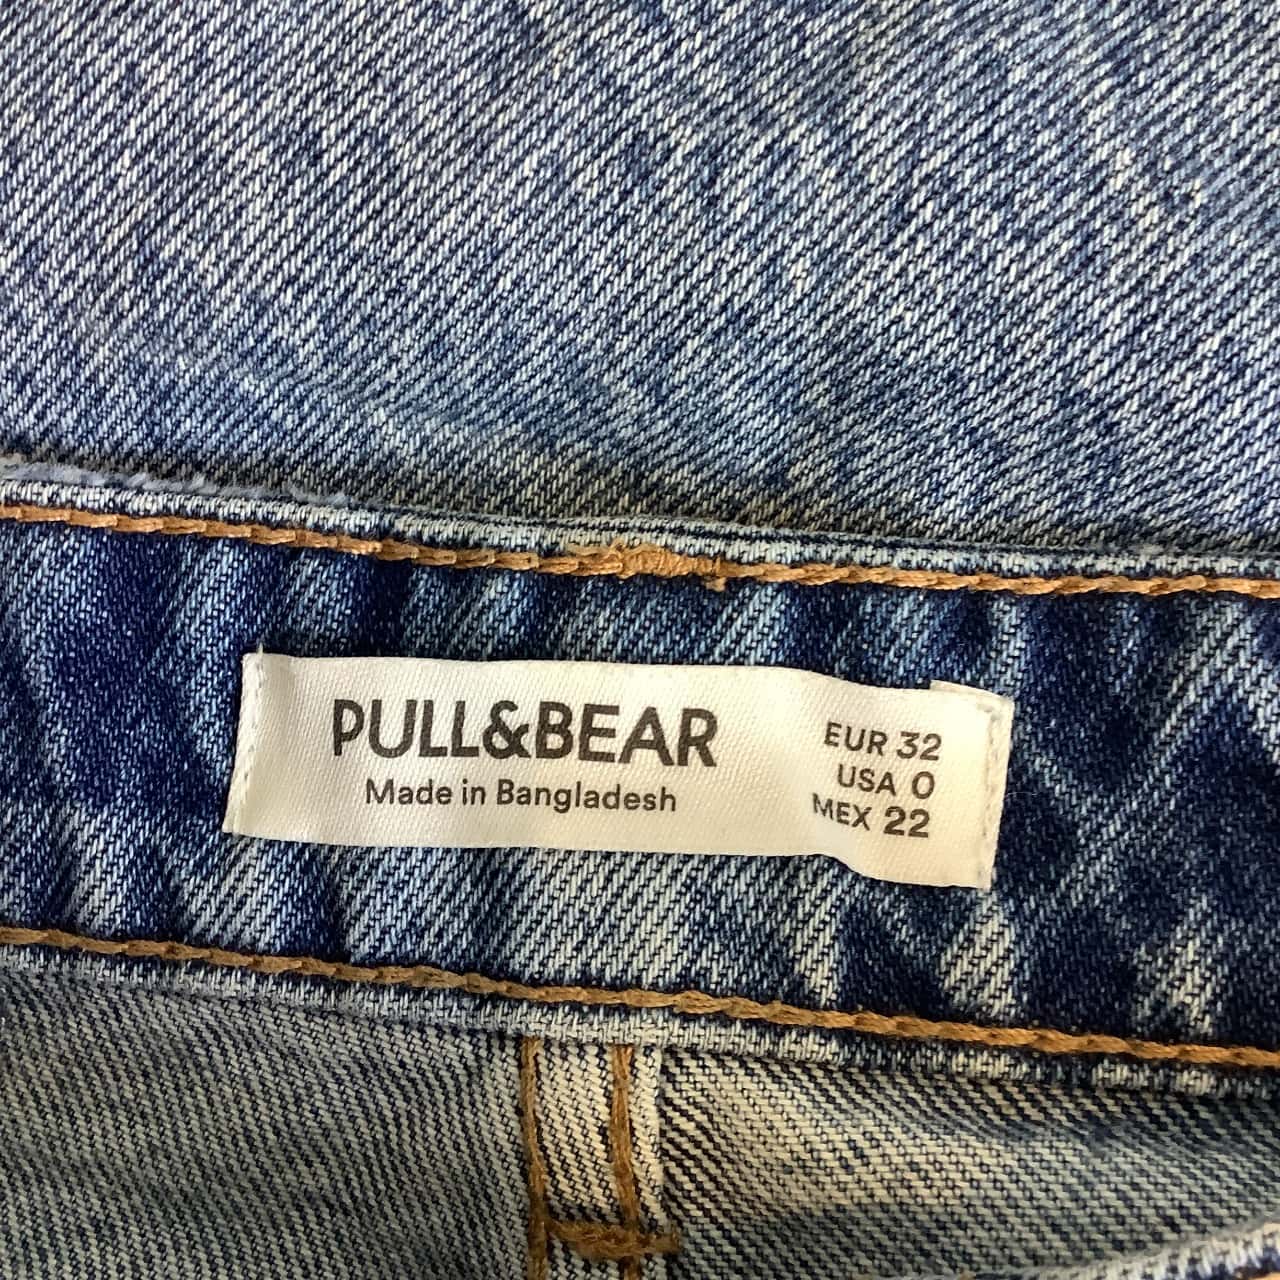 PULL&BEAR
Made in Bangladesh
EUR 32
USA 0
MEX 22